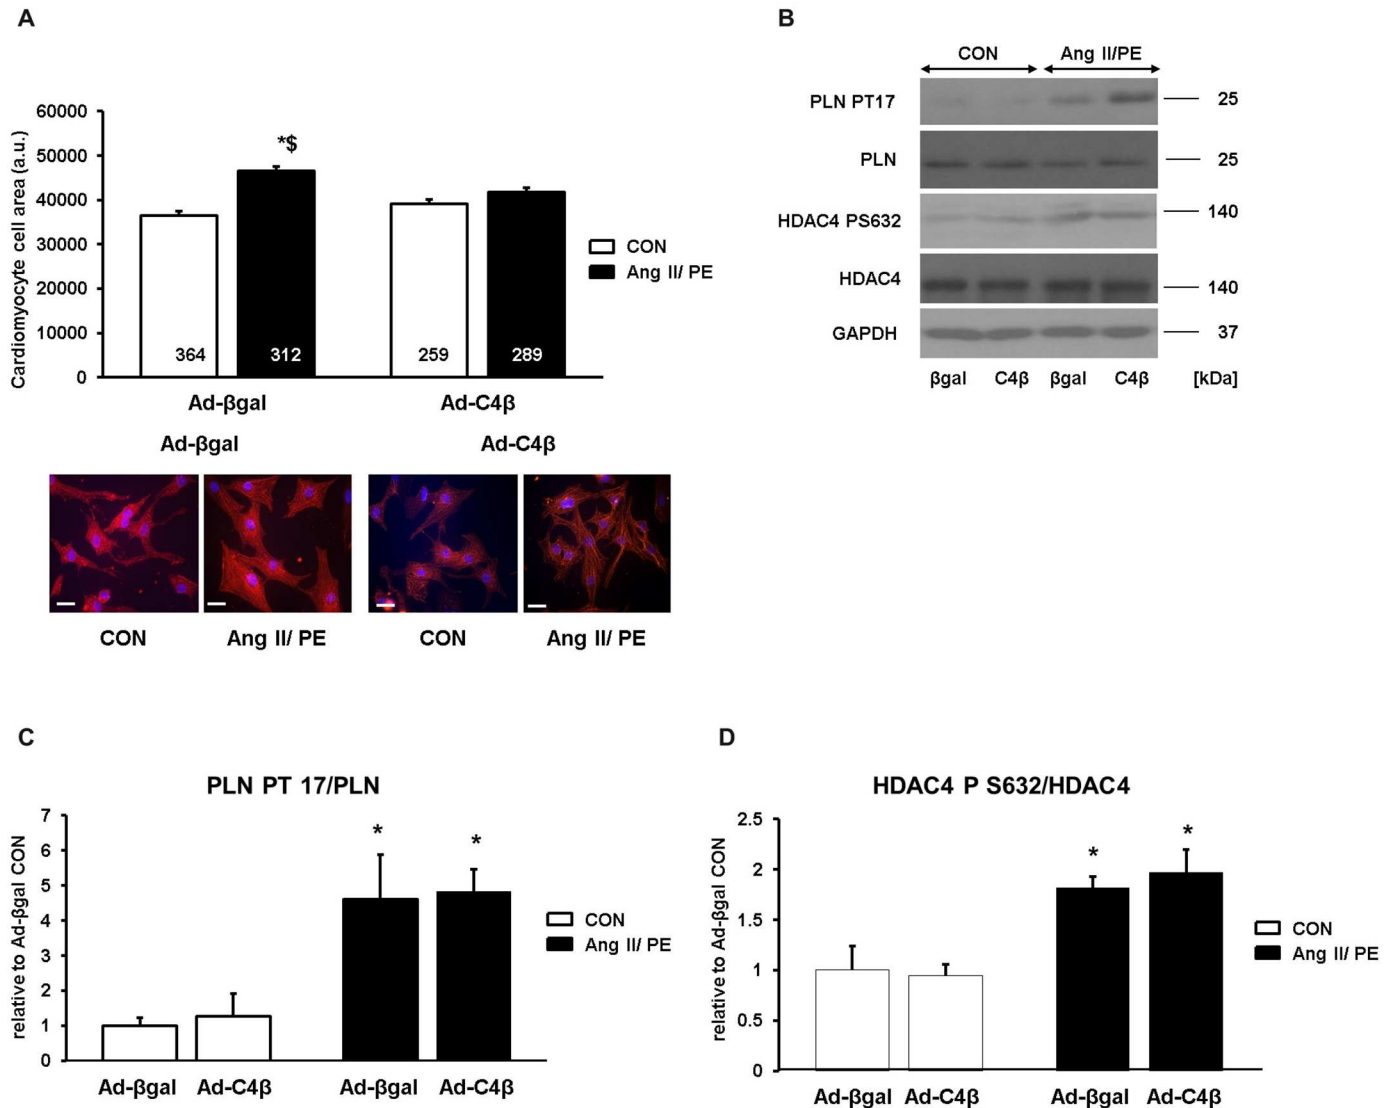 A
60000
50000
40000
30000
20000
10000
0
Cardiomyocyte cell area (a.u.)
*$
364
312
259
289
Ad-βgal
Ad-C4β
CON
Ang II/ PE
Ad-βgal
Ad-C4β
CON
Ang II/ PE
CON
Ang II/ PE
B
CON
Ang II/PE
PLN PT17
25
PLN
25
HDAC4 PS632
140
HDAC4
140
GAPDH
37
βgal
C4β
βgal
C4β
[kDa]
C
PLN PT 17/PLN
relative to Ad-βgal CON
7
6
5
4
3
2
1
0
*
*
Ad-βgal
Ad-C4β
Ad-βgal
Ad-C4β
CON
Ang II/ PE
D
HDAC4 P S632/HDAC4
relative to Ad-βgal CON
2.5
2
1.5
1
0.5
0
*
*
Ad-βgal
Ad-C4β
Ad-βgal
Ad-C4β
CON
Ang II/ PE